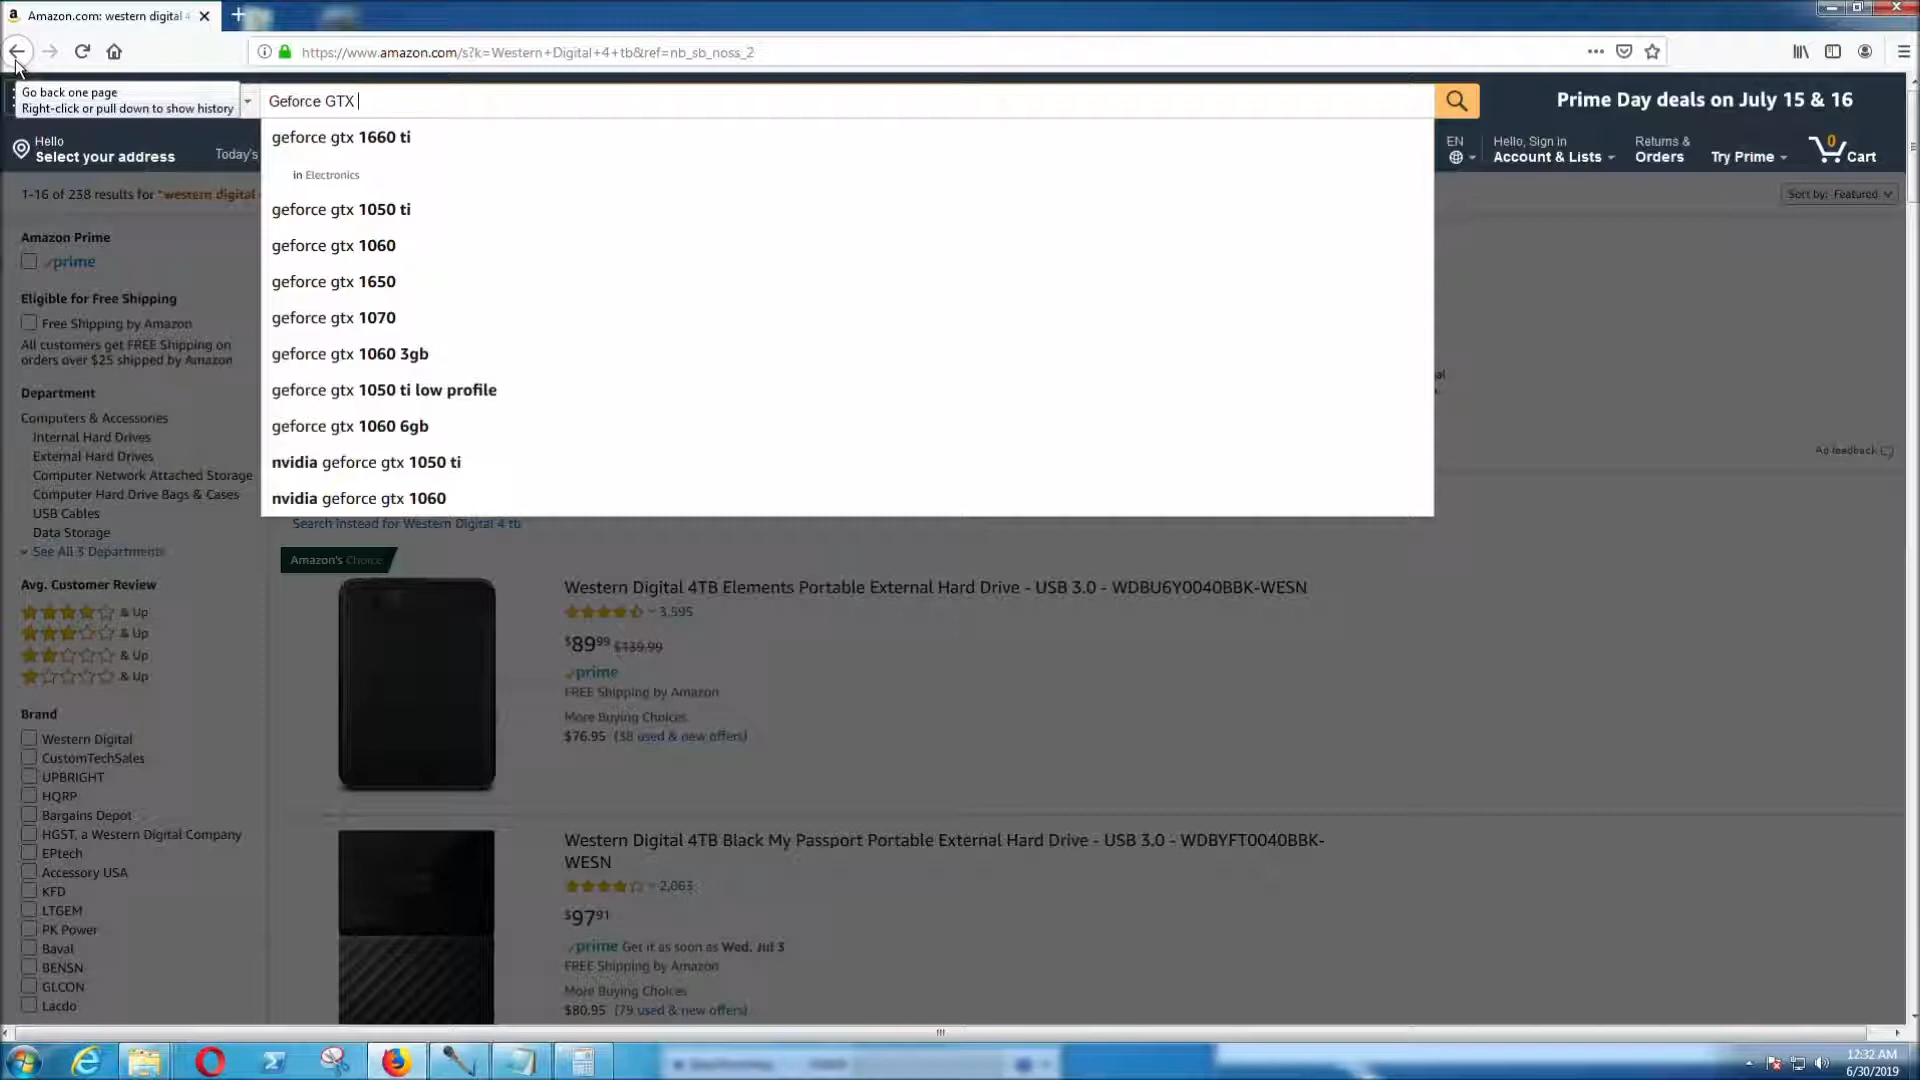 Amazon.com: western digital 4
https://www.amazon.com/s?k=Western+Digital+4+tb&ref=nb_sb_noss_2
Go back one page
Right-click or pull down to show history
Geforce GTX
Prime Day deals on July 15 & 16
Hello
Select your address
Today's
EN
Hello, Sign in
Account & Lists
Returns &
Orders
Try Prime
0
Cart
1-16 of 238 results for "western digital
Sort by: Featured
geforce gtx 1660 ti
in Electronics
geforce gtx 1050 ti
geforce gtx 1060
geforce gtx 1650
geforce gtx 1070
geforce gtx 1060 3gb
geforce gtx 1050 ti low profile
geforce gtx 1060 6gb
nvidia geforce gtx 1050 ti
nvidia geforce gtx 1060
Search instead for Western Digital 4 tb
Ad feedback
Amazon Prime
prime
Eligible for Free Shipping
Free Shipping by Amazon
All customers get FREE Shipping on
orders over $25 shipped by Amazon
Department
Computers & Accessories
Internal Hard Drives
External Hard Drives
Computer Network Attached Storage
Computer Hard Drive Bags & Cases
USB Cables
Data Storage
See All 3 Departments
Avg. Customer Review
& Up
& Up
& Up
& Up
Brand
Western Digital
CustomTechSales
UPBRIGHT
HQRP
Bargains Depot
HGST, a Western Digital Company
EPtech
Accessory USA
KFD
LTGEM
PK Power
Baval
BENSN
GLCON
Lacdo
Amazon's Choice
Western Digital 4TB Elements Portable External Hard Drive - USB 3.0 - WDBU6Y0040BBK-WESN
3,595
$89.99 $139.99
prime
FREE Shipping by Amazon
More Buying Choices
$76.95 (38 used & new offers)
Western Digital 4TB Black My Passport Portable External Hard Drive - USB 3.0 - WDBYFT0040BBK-
WESN
2,063
$97.91
prime Get it as soon as Wed, Jul 3
FREE Shipping by Amazon
More Buying Choices
$80.95 (79 used & new offers)
12:32 AM
6/30/2019